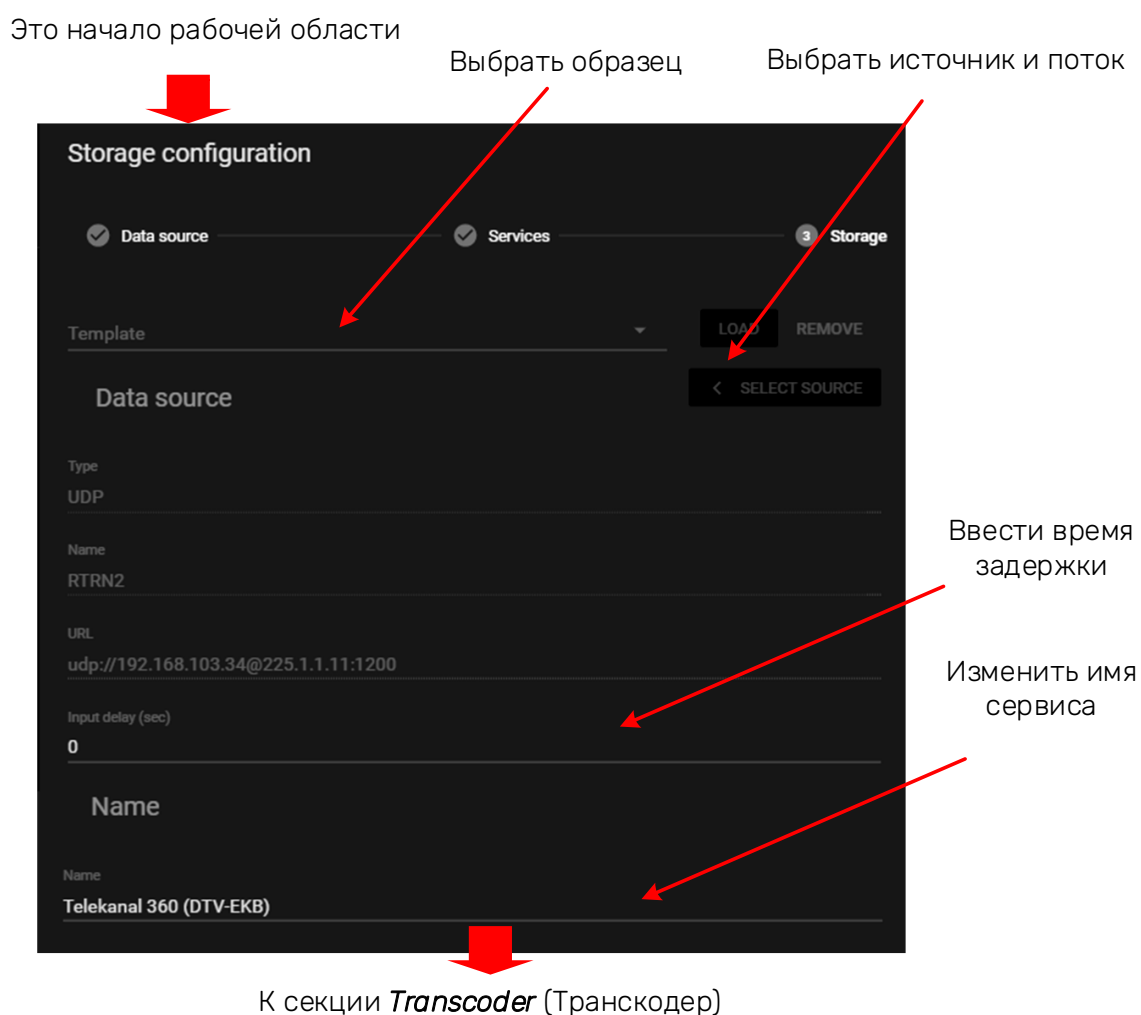 Это начало рабочей области
Выбрать образец
Выбрать источник и поток
Storage configuration
Data source
Services
3 Storage
Template
LOAD
REMOVE
Data source
SELECT SOURCE
Type
UDP
Name
RTRN2
URL
udp://192.168.103.34@225.1.1.11:1200
Ввести время
задержки
Input delay (sec)
0
Изменить имя
сервиса
Name
Name
Telekanal 360 (DTV-EKB)
К секции Transcoder (Транскодер)